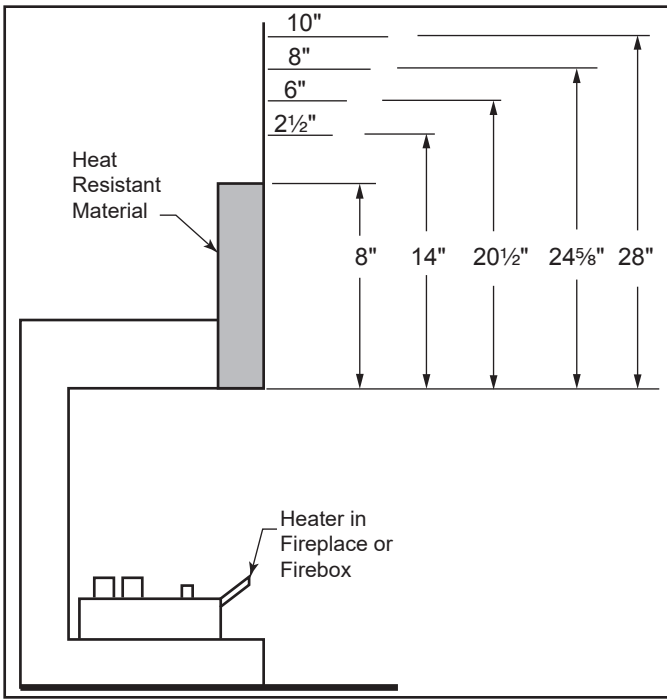 10"
8"
6"
2½"
Heat
Resistant
Material
8"
14"
20½"
24⅝"
28"
Heater in
Fireplace or
Firebox